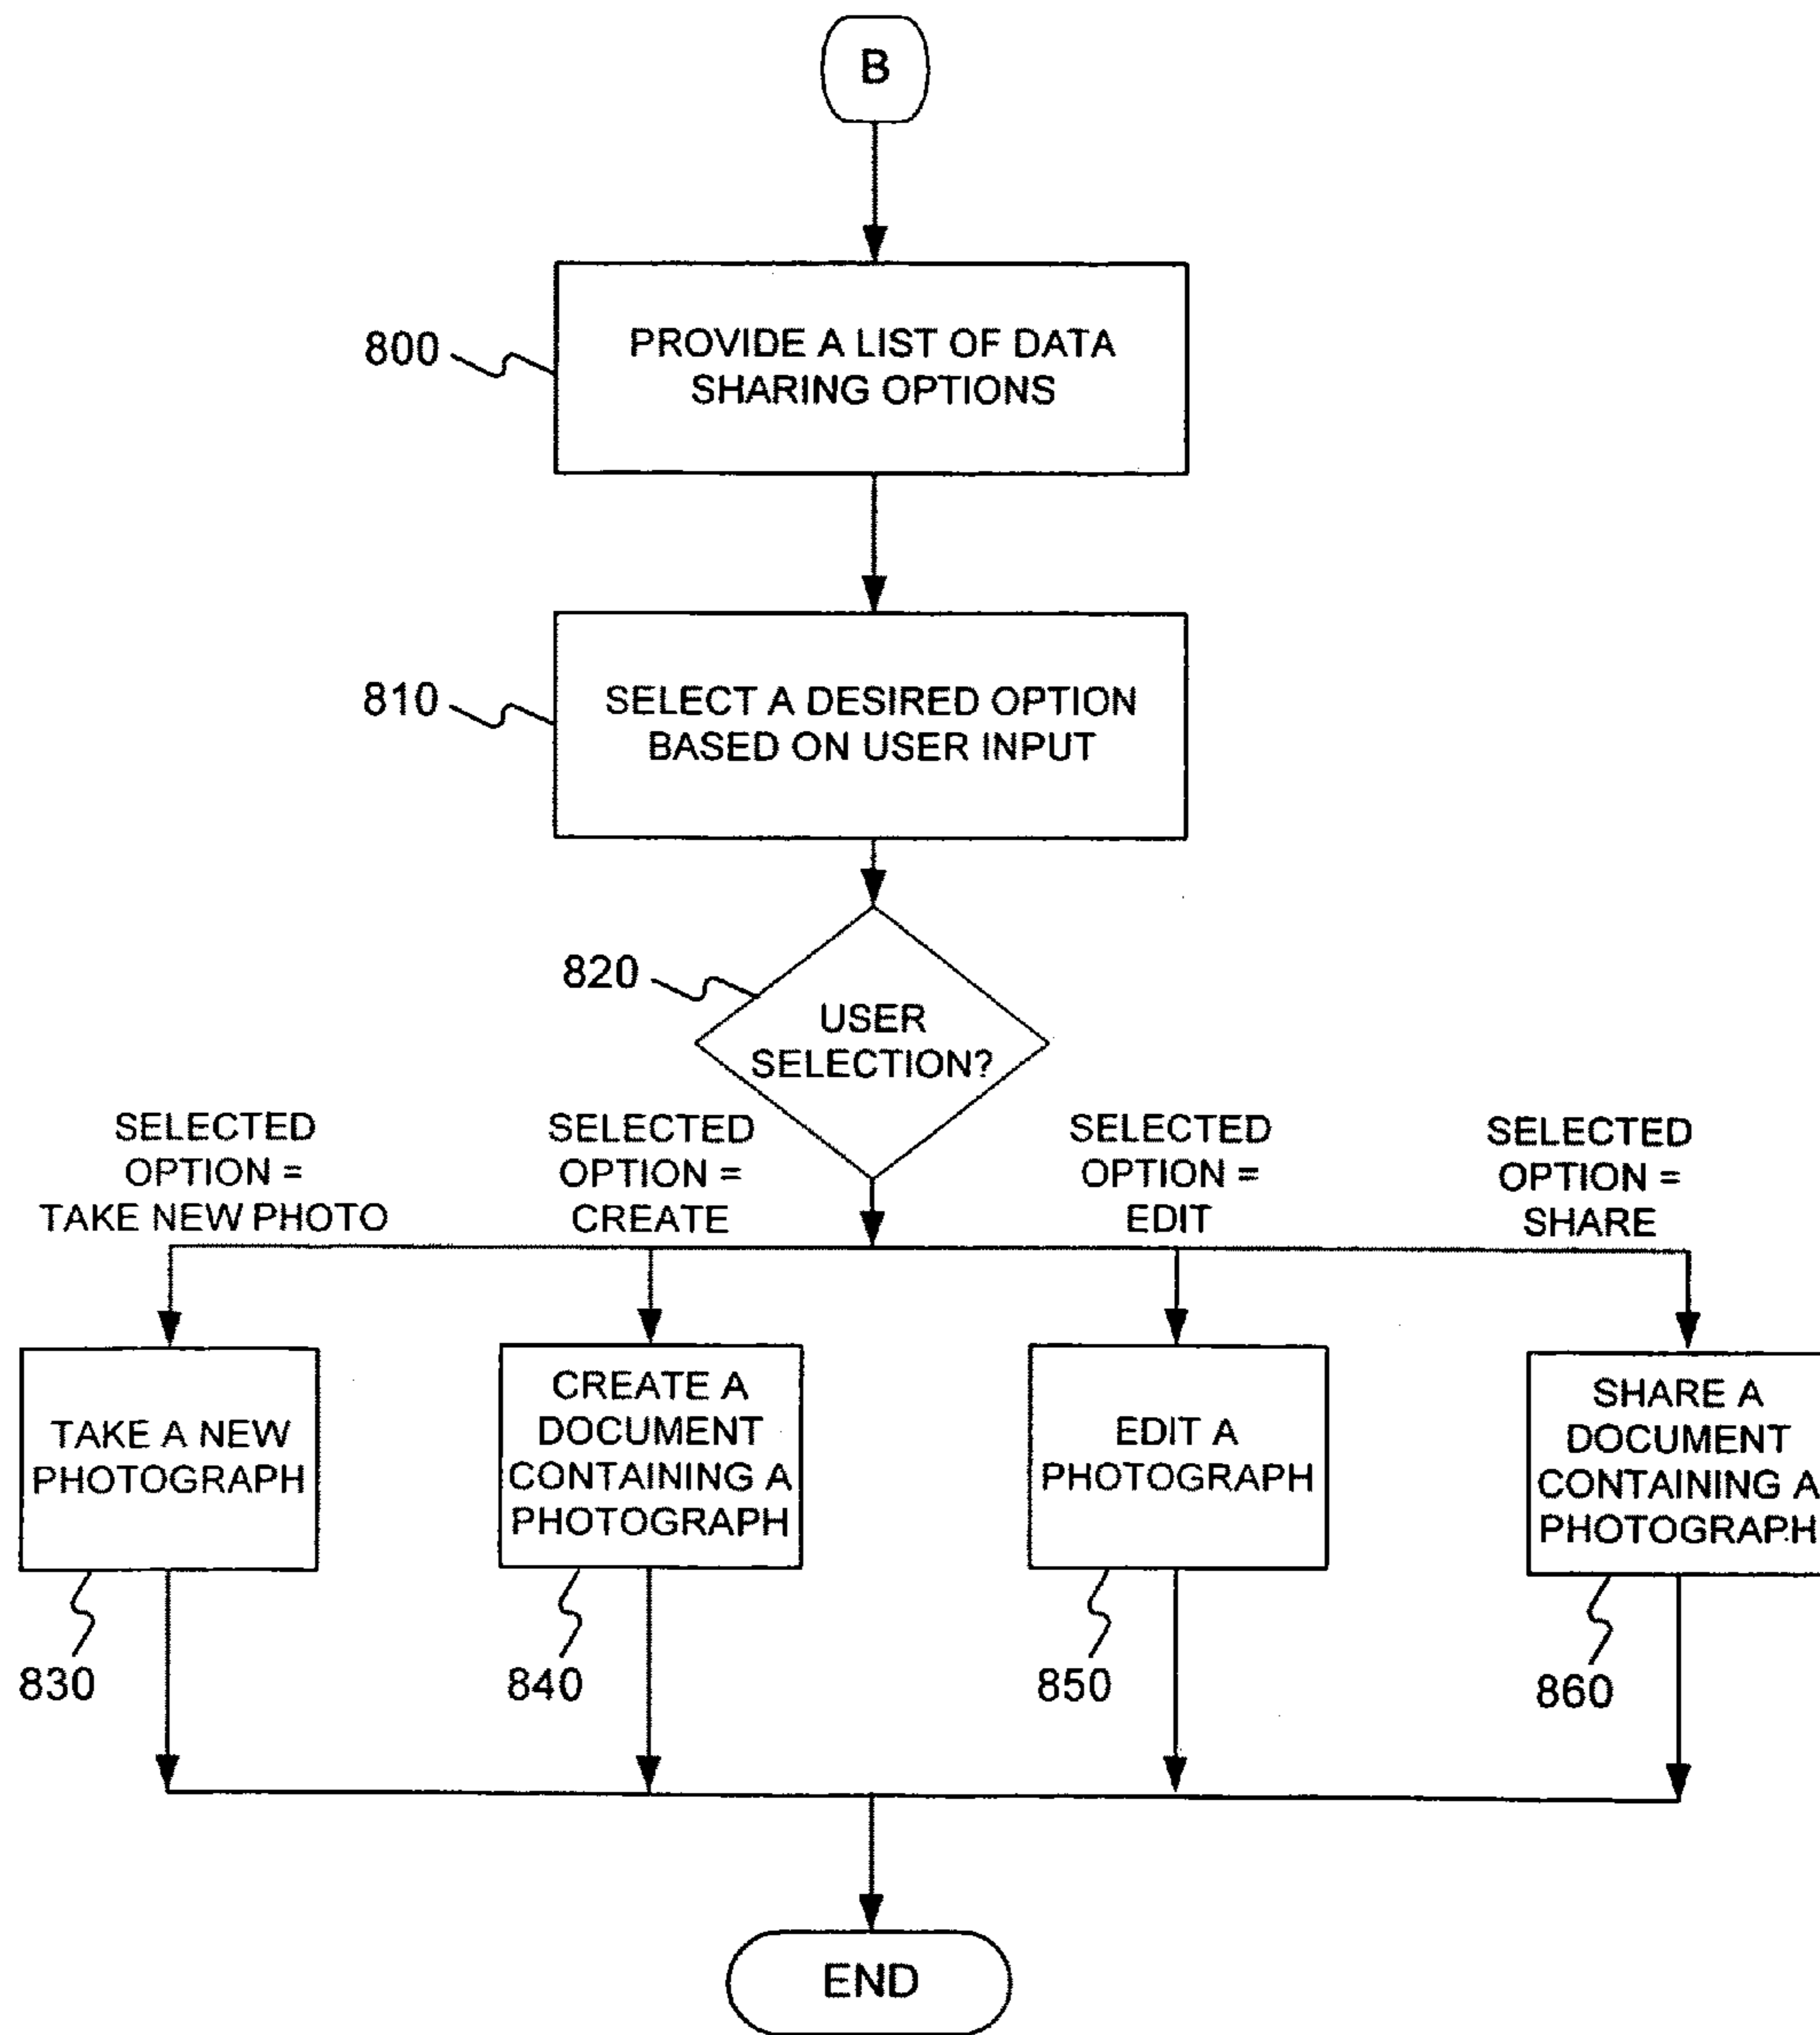 B
800
PROVIDE A LIST OF DATA
SHARING OPTIONS
810
SELECT A DESIRED OPTION
BASED ON USER INPUT
820
USER
SELECTION?
SELECTED
OPTION =
TAKE NEW PHOTO
SELECTED
OPTION =
CREATE
SELECTED
OPTION =
EDIT
SELECTED
OPTION =
SHARE
TAKE A NEW
PHOTOGRAPH
CREATE A
DOCUMENT
CONTAINING A
PHOTOGRAPH
EDIT A
PHOTOGRAPH
SHARE A
DOCUMENT
CONTAINING A
PHOTOGRAPH
830
840
850
860
END